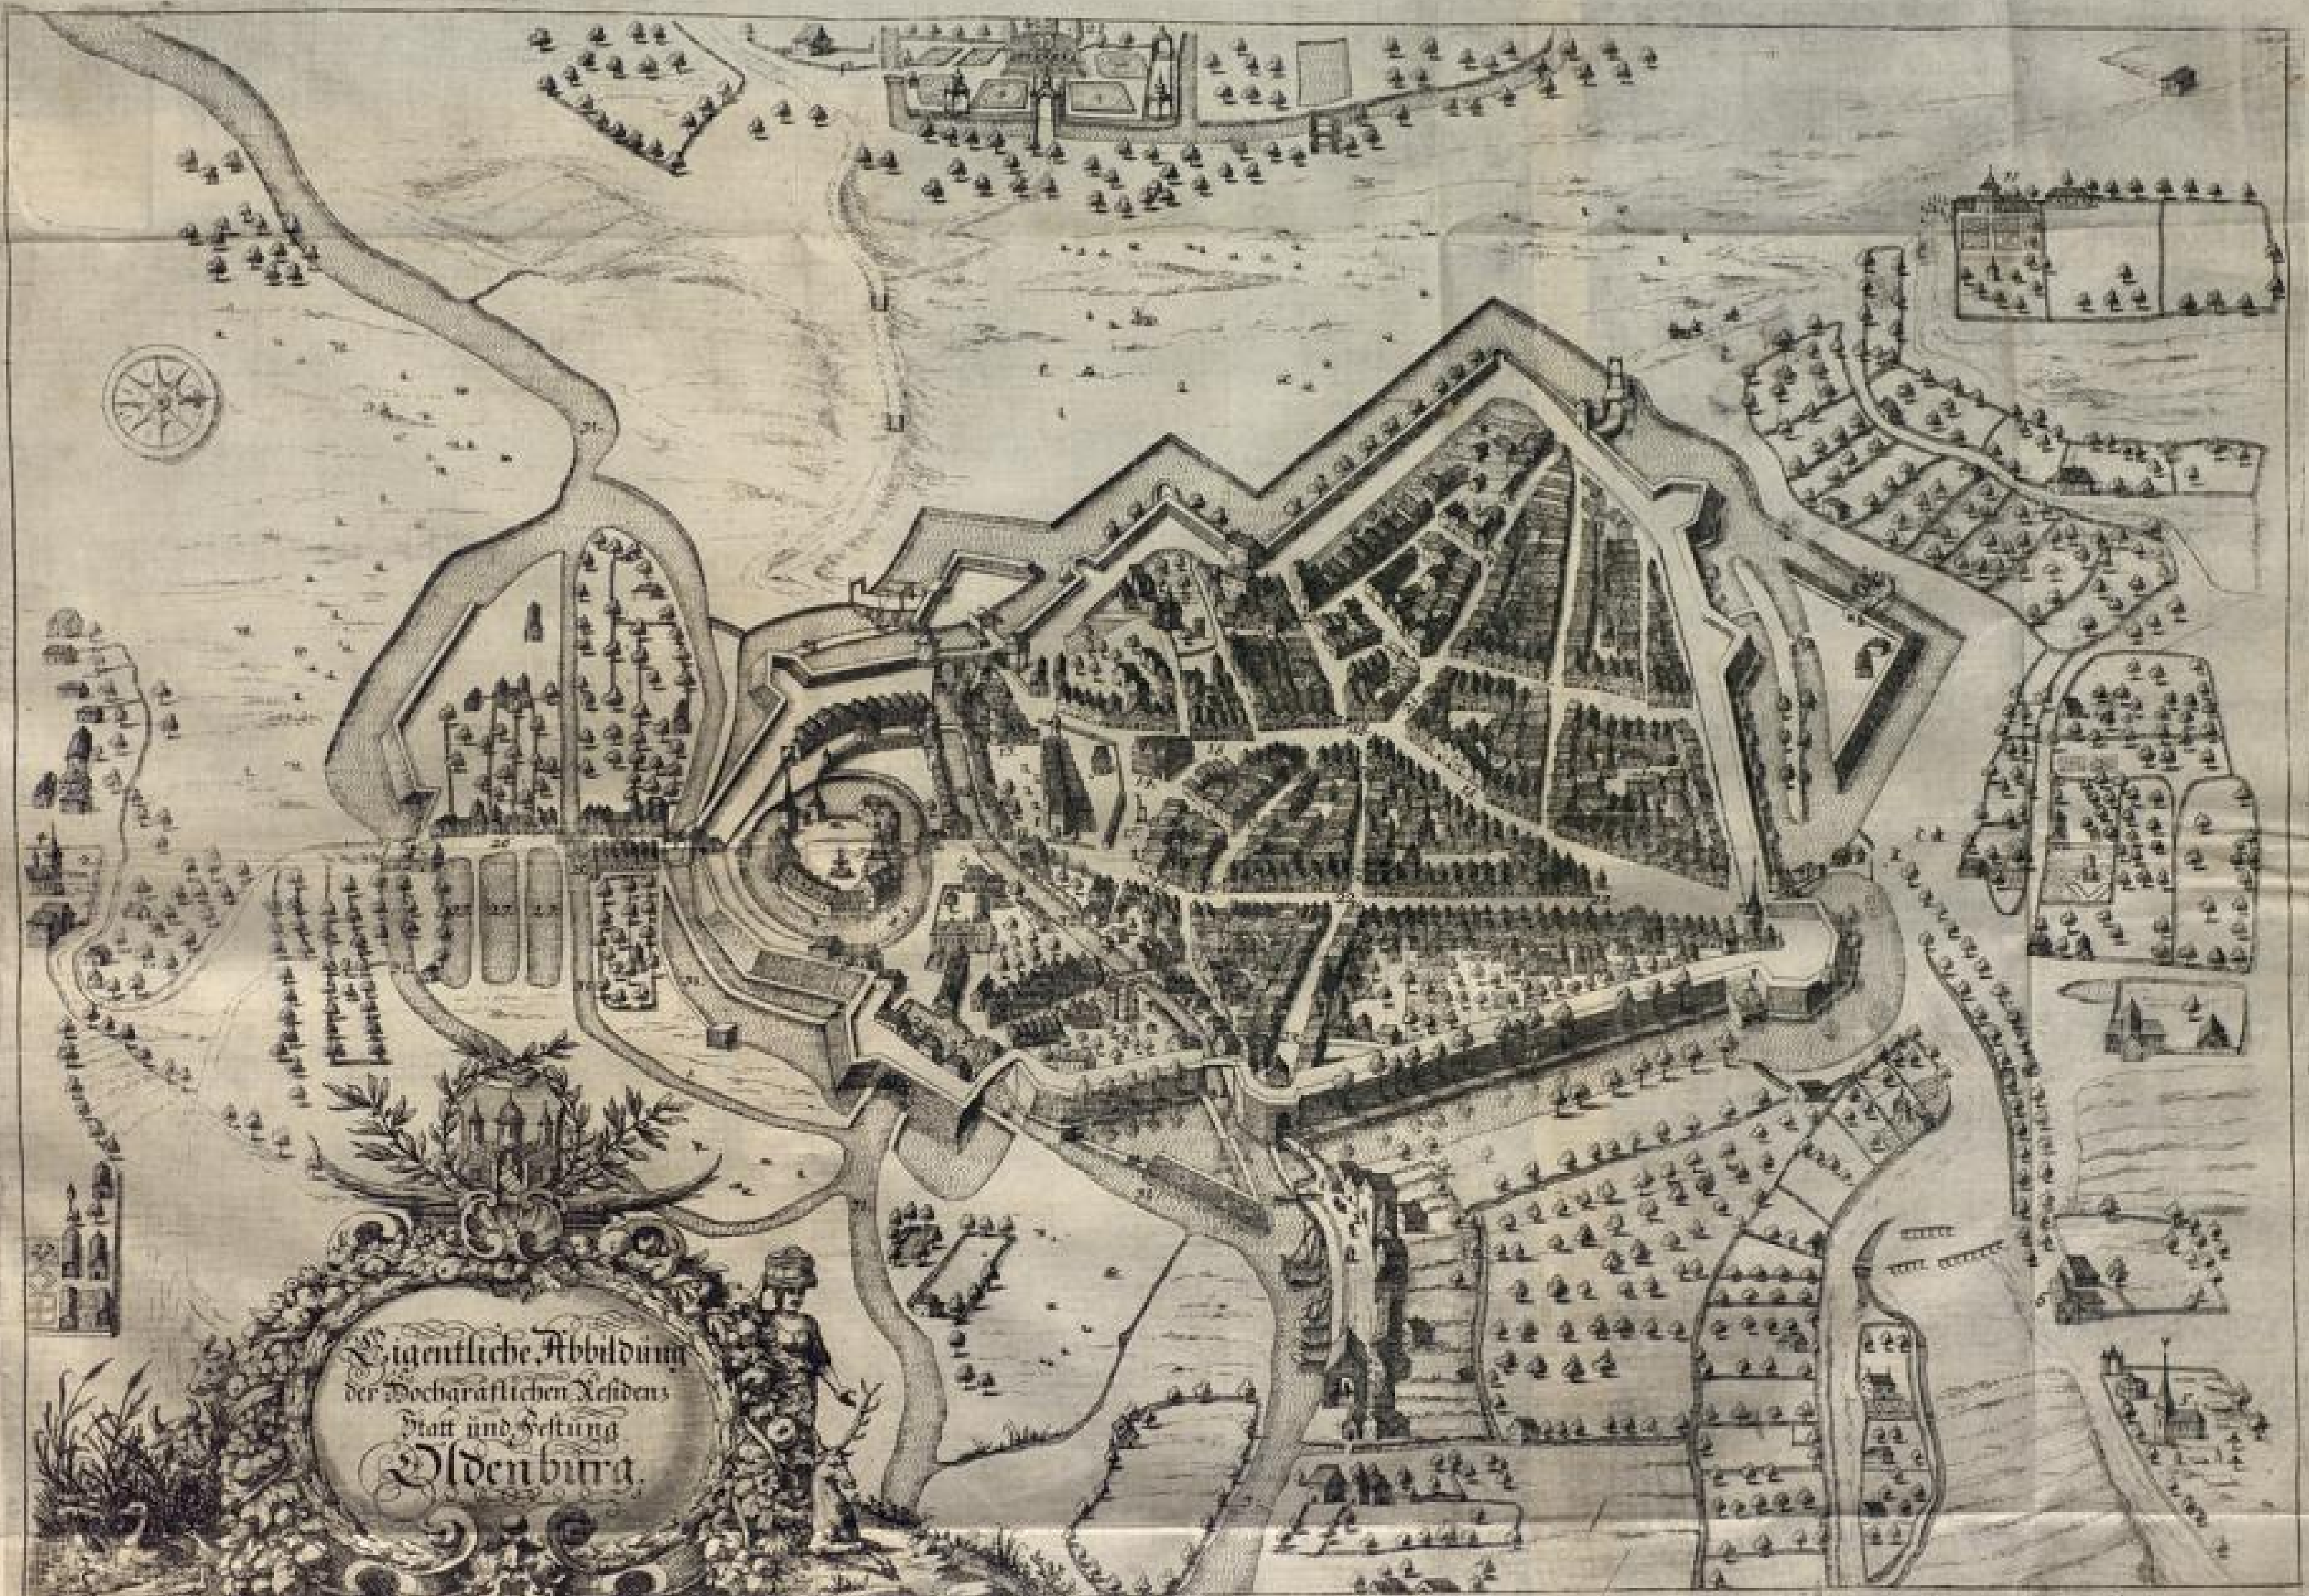 Eigentliche Abbildung
der Hochgräflichen Residenz
Statt und Festung
Oldenburg.